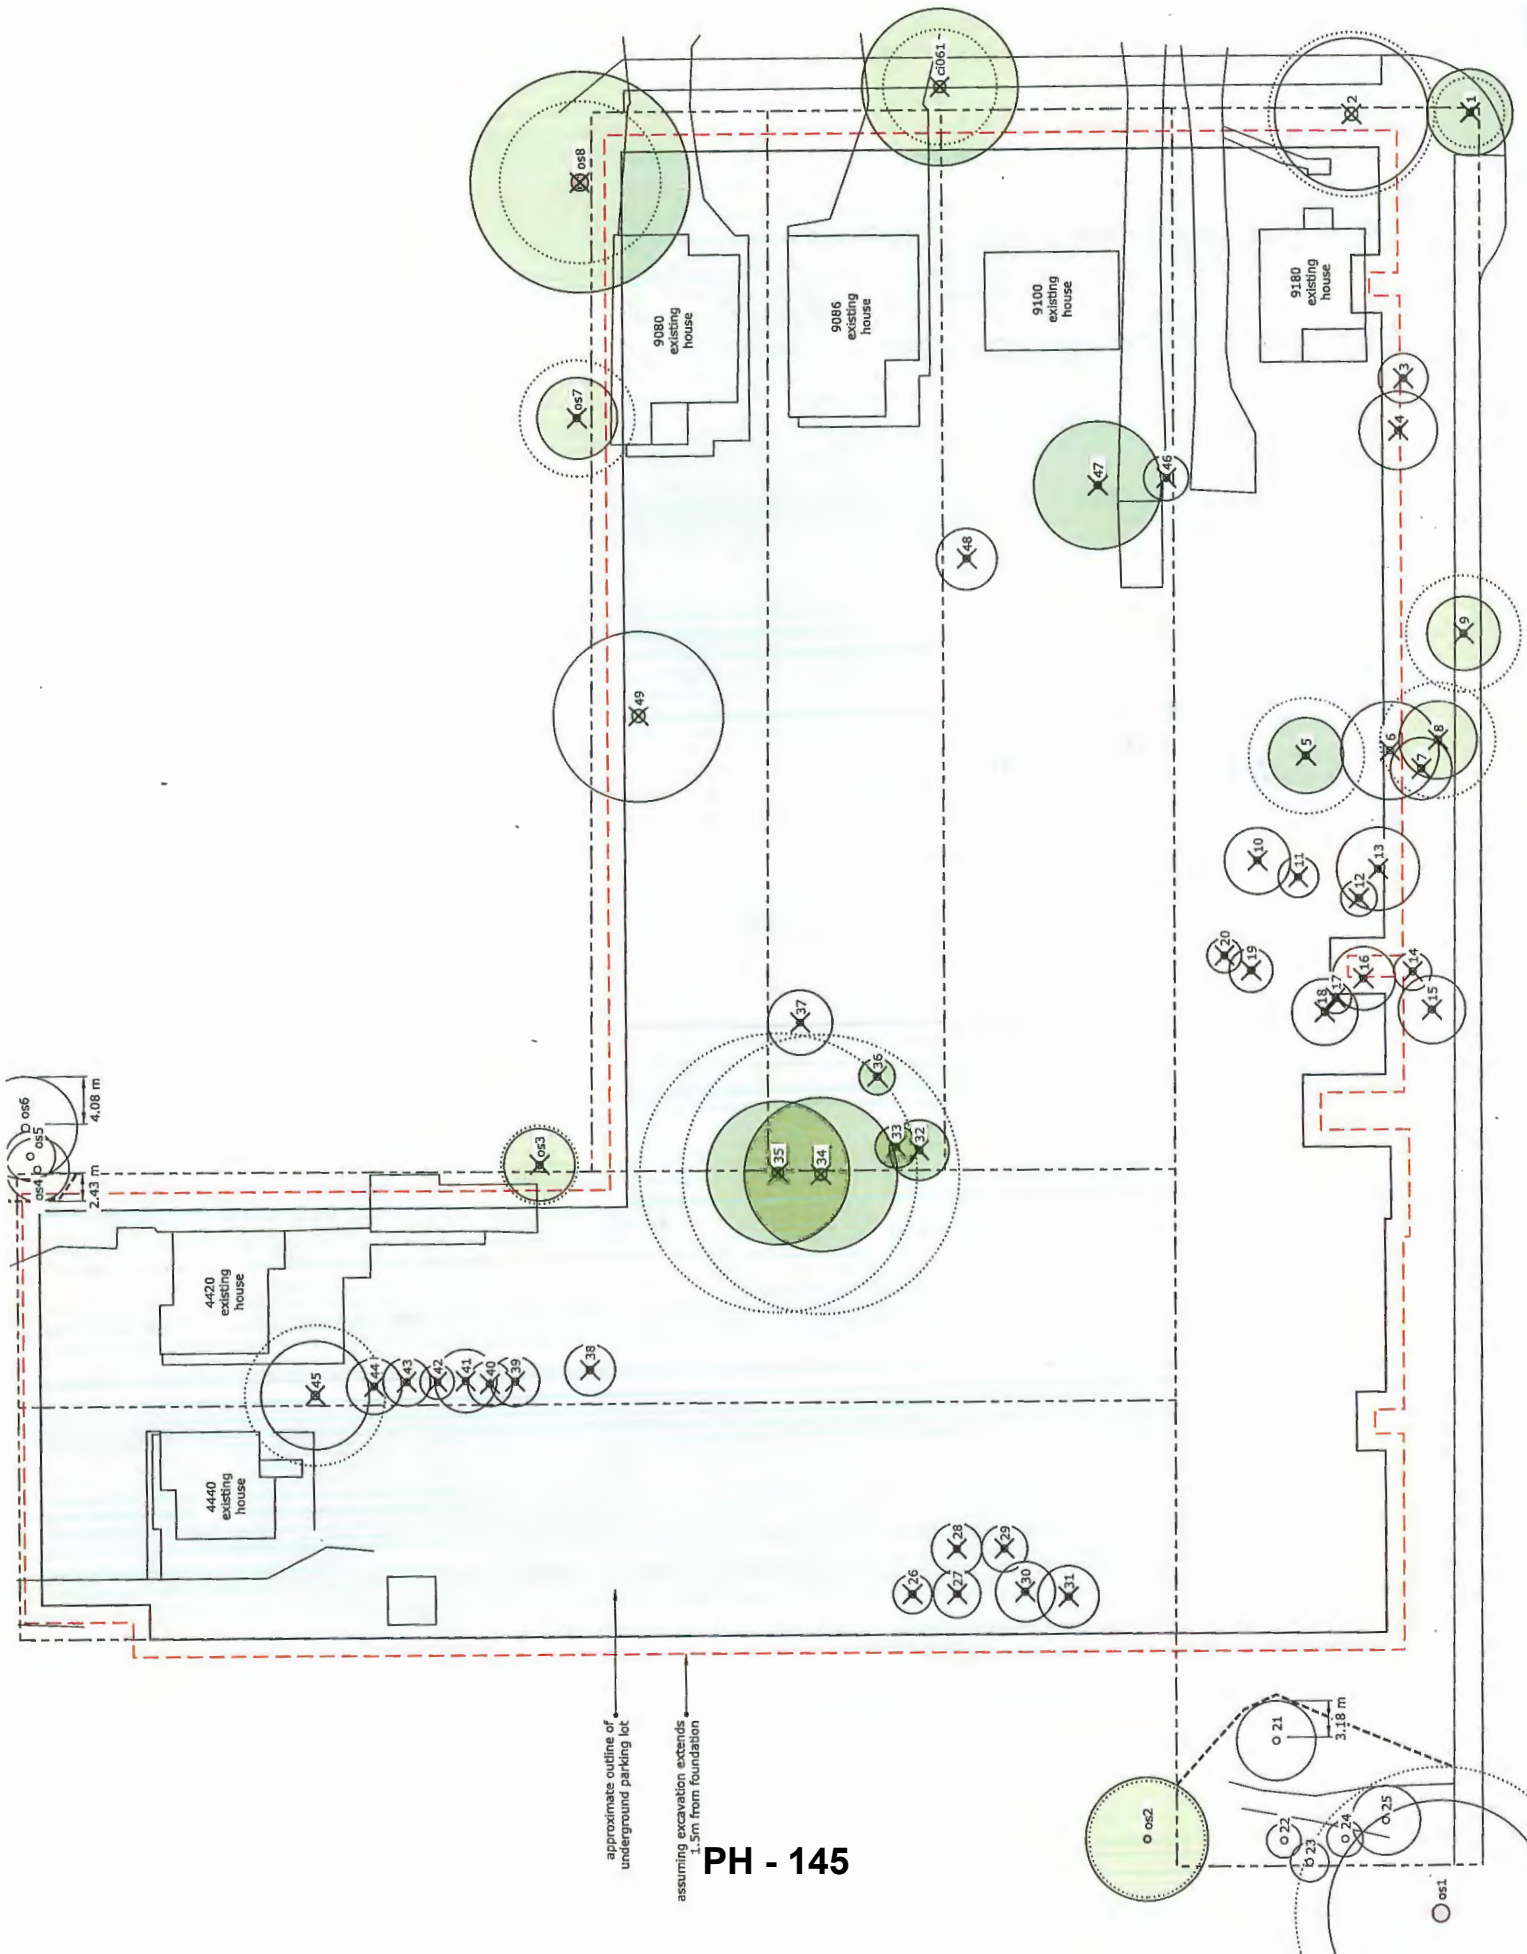 os8
ci061
2
1
9080
existing
house
9086
existing
house
9100
existing
house
9180
existing
house
os7
3
4
47
46
48
49
9
5
6
8
7
10
11
13
12
20
19
16
14
17
18
15
37
36
33
32
35
34
os3
os6
os5
os4
4.08 m
2.43 m
4420
existing
house
45
44
43
42
41
40
39
38
4440
existing
house
28
29
26
27
30
31
approximate outline of
underground parking lot
assuming excavation extends
1.5m from foundation
21
3.18 m
os2
22
23
24
25
os1
PH - 145